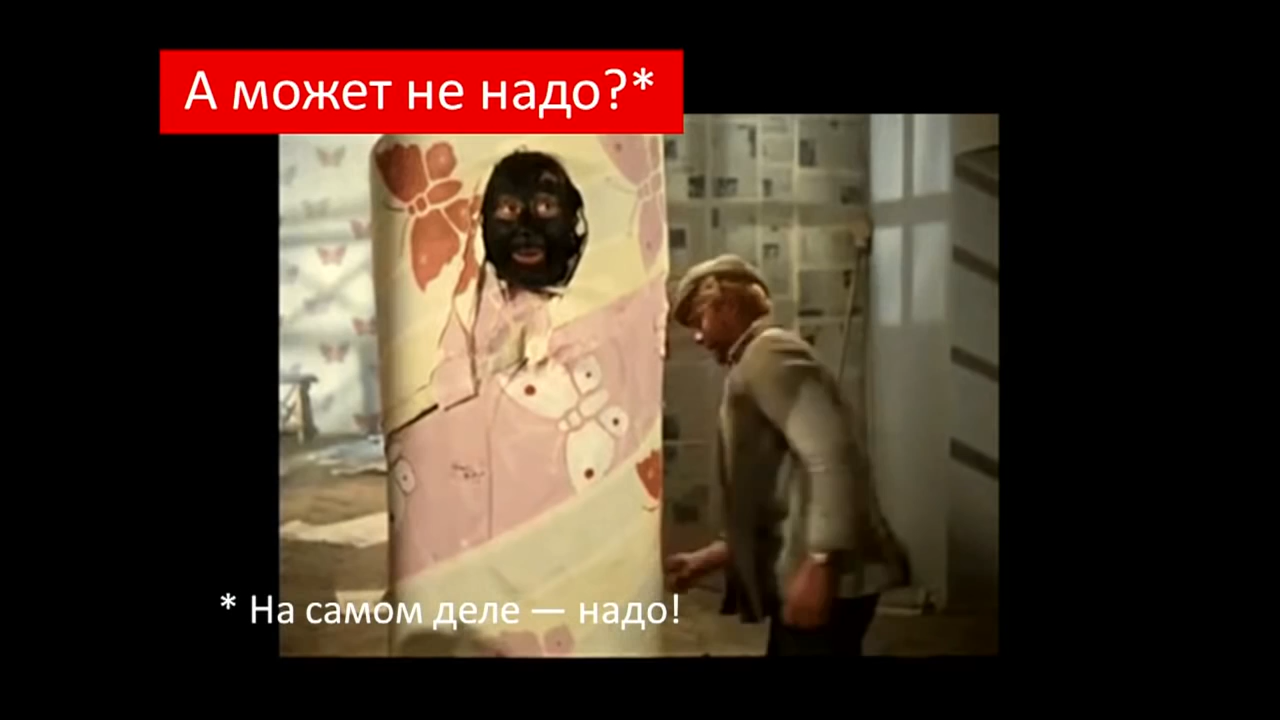 А может не надо?*
* На самом деле — надо!